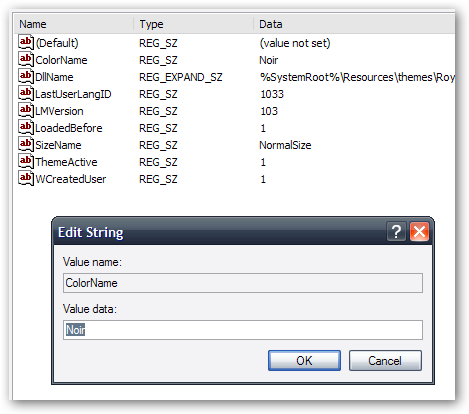 Name Type Data
ab (Default) REG_SZ (value not set)
ab ColorName REG_SZ Noir
ab DllName REG_EXPAND_SZ %SystemRoot%\Resources\themes\Roy
ab LastUserLangID REG_SZ 1033
ab LMVersion REG_SZ 103
ab LoadedBefore REG_SZ 1
ab SizeName REG_SZ NormalSize
ab ThemeActive REG_SZ 1
ab WCreatedUser REG_SZ 1
Edit String ?
Value name:
ColorName
Value data:
Noir
OK Cancel